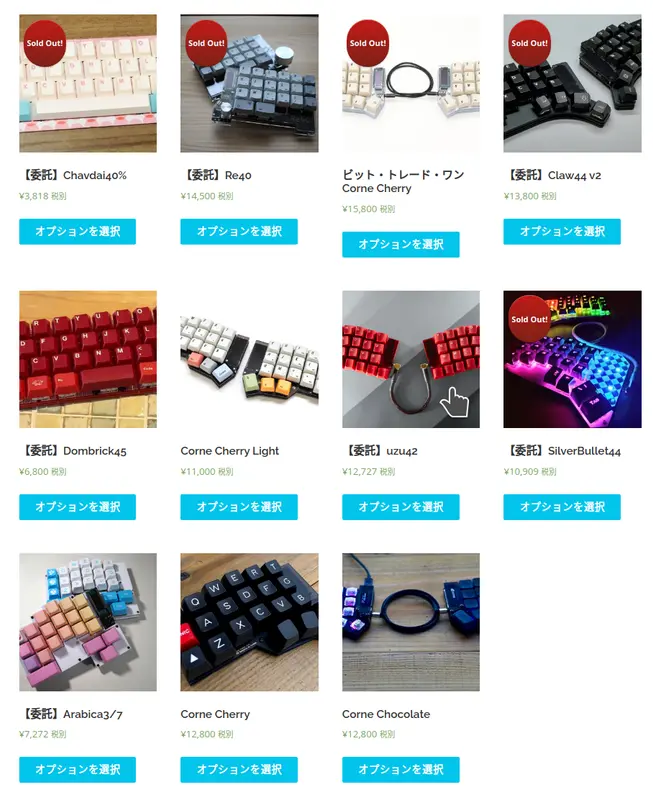 Sold Out!
Sold Out!
Sold Out!
Sold Out!
【委託】Chavdai40%
¥3,818 税別
オプションを選択
【委託】Re40
¥14,500 税別
オプションを選択
ビット・トレード・ワン
Corne Cherry
¥15,800 税別
オプションを選択
【委託】Claw44 v2
¥13,800 税別
オプションを選択
Sold Out!
【委託】Dombrick45
¥6,800 税別
オプションを選択
Corne Cherry Light
¥11,000 税別
オプションを選択
【委託】uzu42
¥12,727 税別
オプションを選択
【委託】SilverBullet44
¥10,909 税別
オプションを選択
【委託】Arabica3/7
¥7,272 税別
オプションを選択
Q W E R T
A S D F G
Z X C V B
Corne Cherry
¥12,800 税別
オプションを選択
Corne Chocolate
¥12,800 税別
オプションを選択